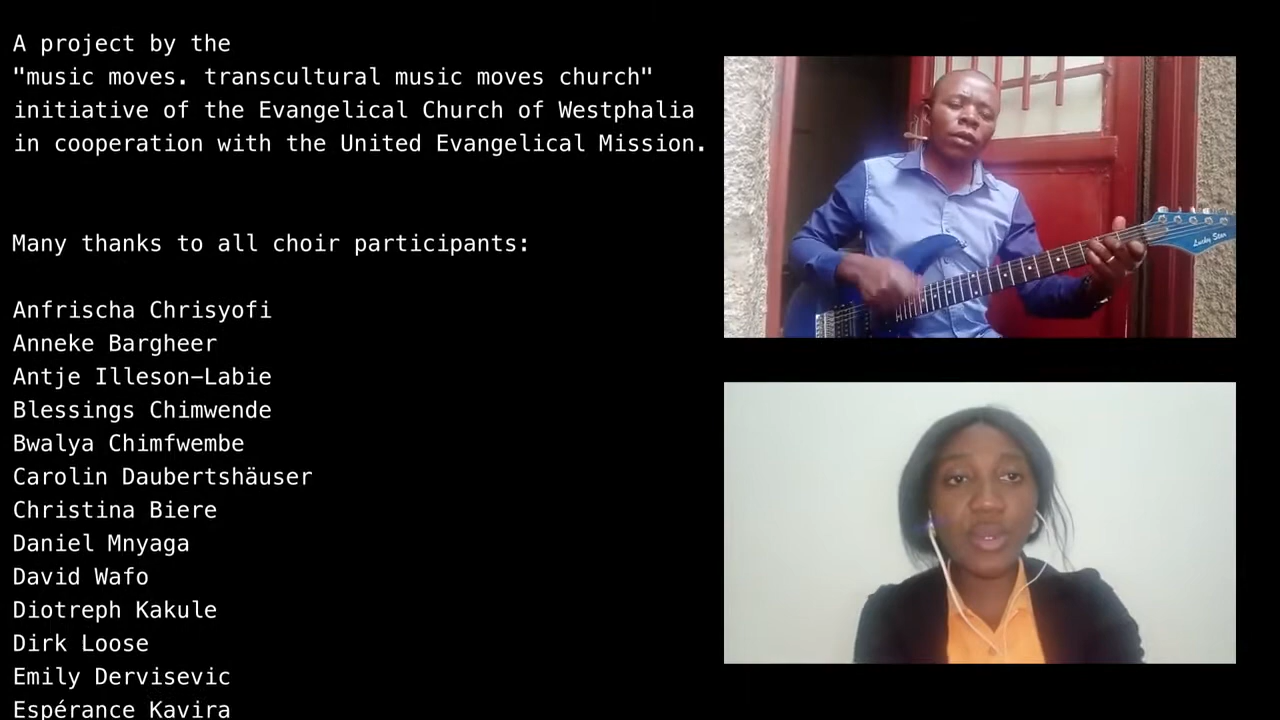 A project by the
"music moves. transcultural music moves church"
initiative of the Evangelical Church of Westphalia
in cooperation with the United Evangelical Mission.
Many thanks to all choir participants:
Anfrischa Chrisyofi
Anneke Bargheer
Antje Illeson-Labie
Blessings Chimwende
Bwalya Chimfwembe
Carolin Daubertshäuser
Christina Biere
Daniel Mnyaga
David Wafo
Diotreph Kakule
Dirk Loose
Emily Dervisevic
Espérance Kavira
Lucky Star